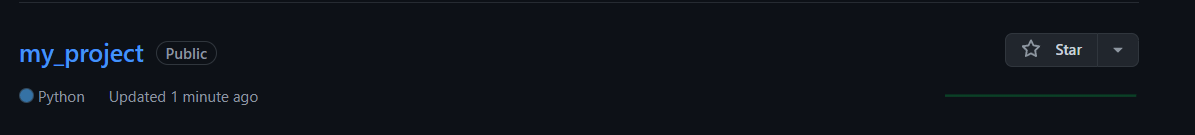 my_project Public Star
Python Updated 1 minute ago